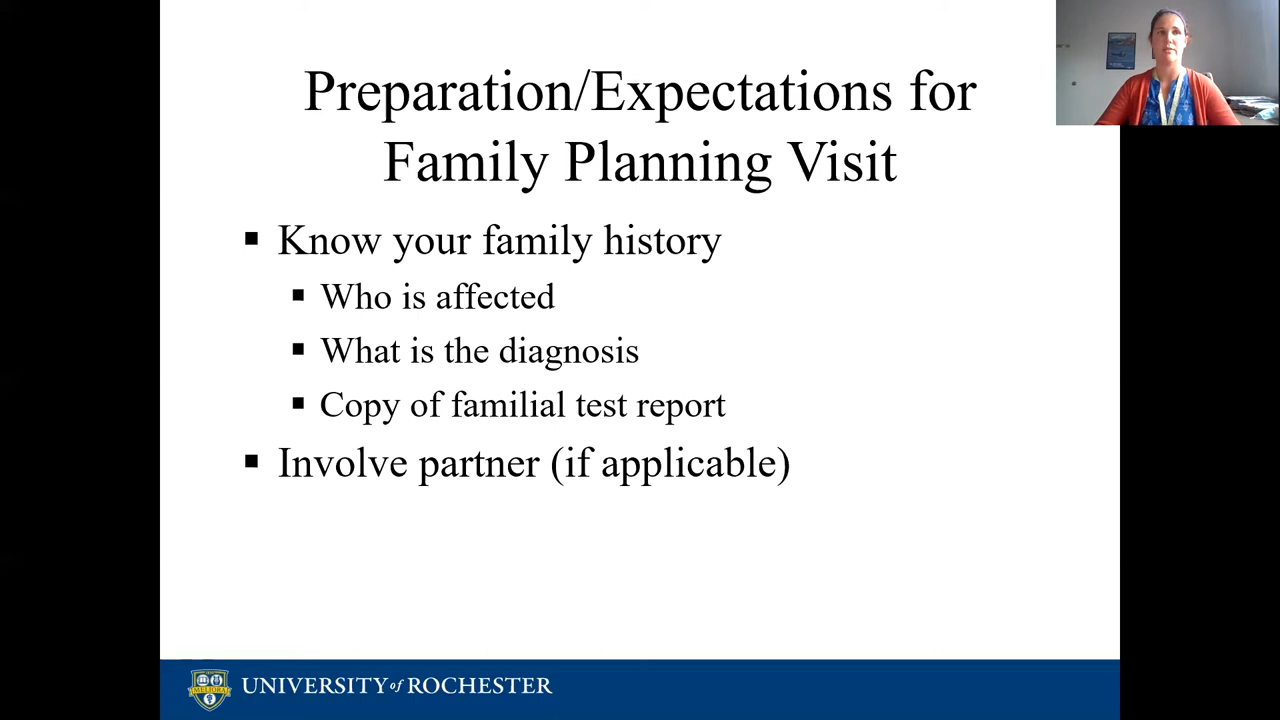 Preparation/Expectations for
Family Planning Visit
▪ Know your family history
▪ Who is affected
▪ What is the diagnosis
▪ Copy of familial test report
▪ Involve partner (if applicable)
MELIORA
UNIVERSITY of ROCHESTER